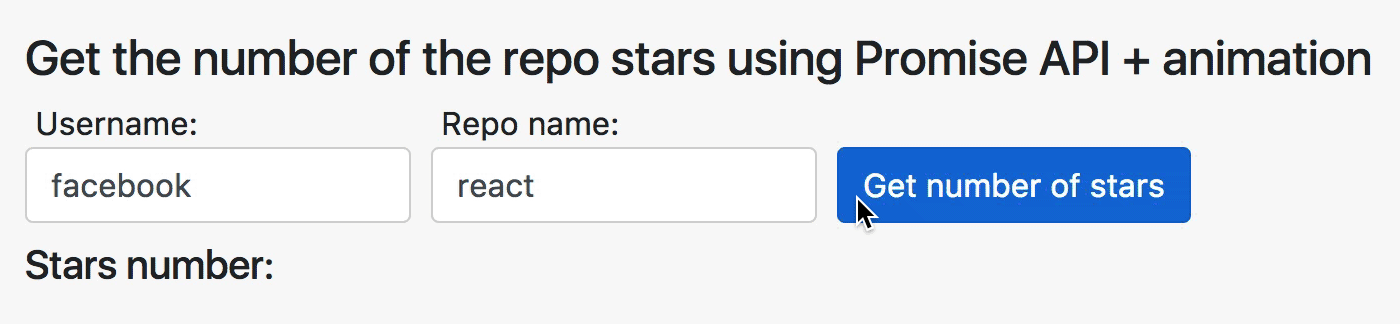 Get the number of the repo stars using Promise API + animation
Username: Repo name:
facebook react Get number of stars
Stars number: